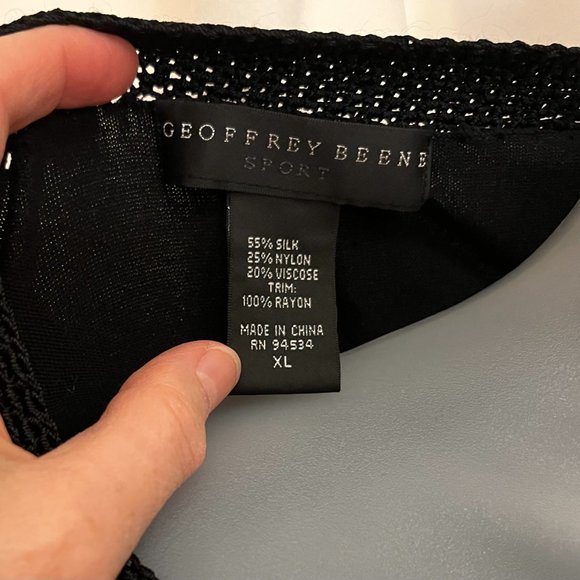 GEOFFREY BEENE
SPORT
55% SILK
25% NYLON
20% VISCOSE
TRIM:
100% RAYON
MADE IN CHINA
RN 94534
XL